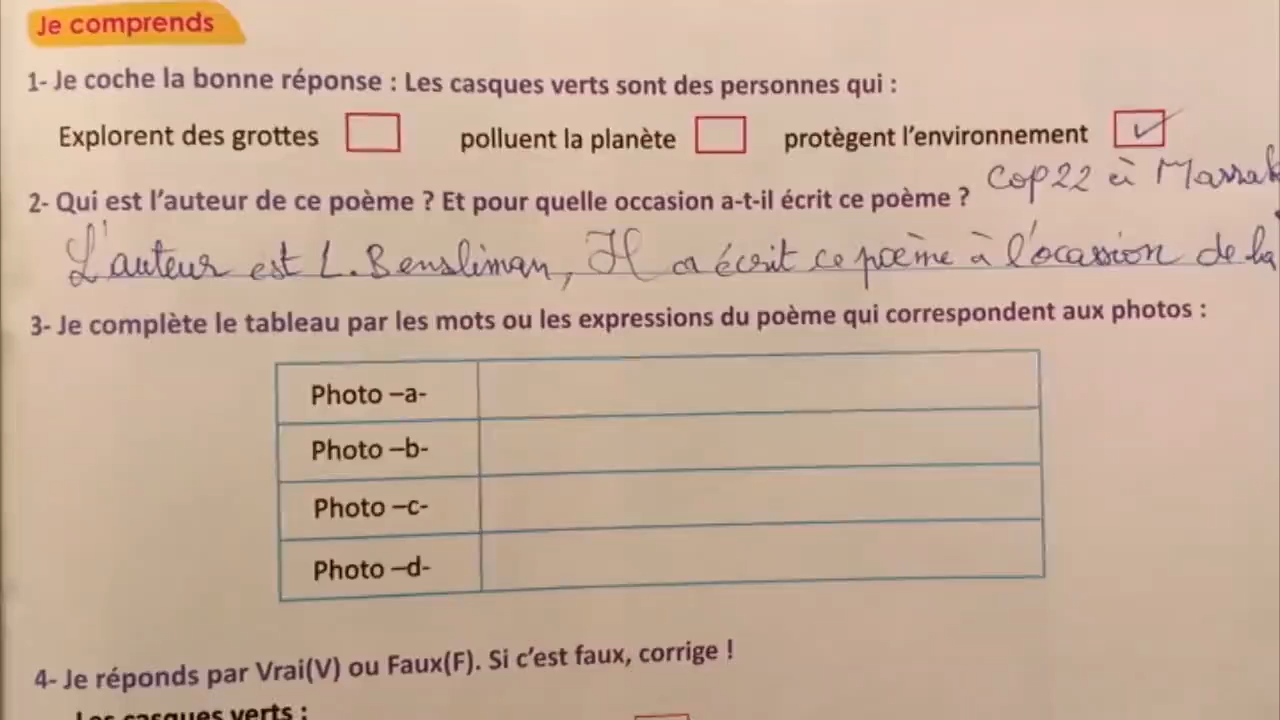 Je comprends
1- Je coche la bonne réponse : Les casques verts sont des personnes qui :
Explorent des grottes polluent la planète protègent l'environnement
Cop22 à
2- Qui est l'auteur de ce poème ? Et pour quelle occasion a-t-il écrit ce poème ?
L'auteur est L. Bensliman, Il a écrit ce poème à l'occasion de la
3- Je complète le tableau par les mots ou les expressions du poème qui correspondent aux photos :
Photo –a-
Photo –b-
Photo –c-
Photo –d-
4- Je réponds par Vrai(V) ou Faux(F). Si c'est faux, corrige !
Les casques verts :